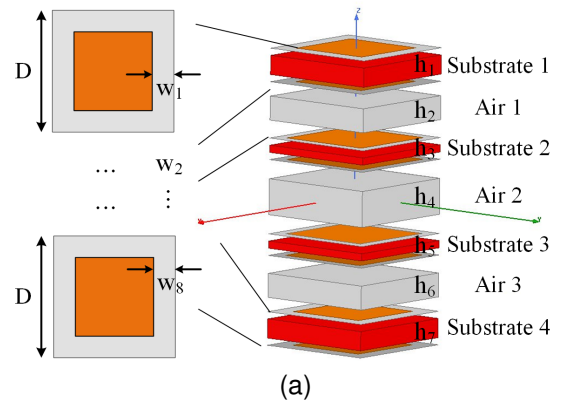 z
D
w1
h1 Substrate 1
h2 Air 1
w2
... 
h3 Substrate 2
... ⋮
h4 Air 2
y
h5 Substrate 3
D
w8
h6 Air 3
h7 Substrate 4
(a)